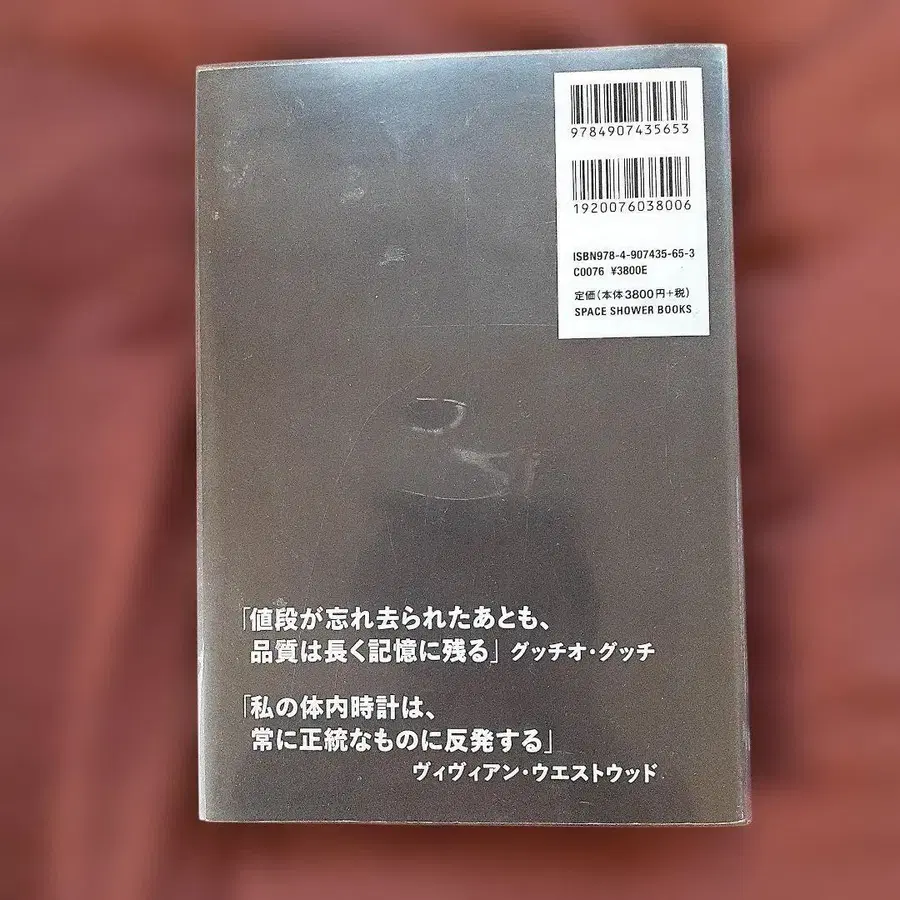 9784907435653
1920076038006
ISBN978-4-907435-65-3
C0076 ¥3800E
定価(本体3800円+税)
SPACE SHOWER BOOKS
「値段が忘れ去られたあとも、
品質は長く記憶に残る」グッチオ・グッチ
「私の体内時計は、
常に正統なものに反発する」
ヴィヴィアン・ウエストウッド